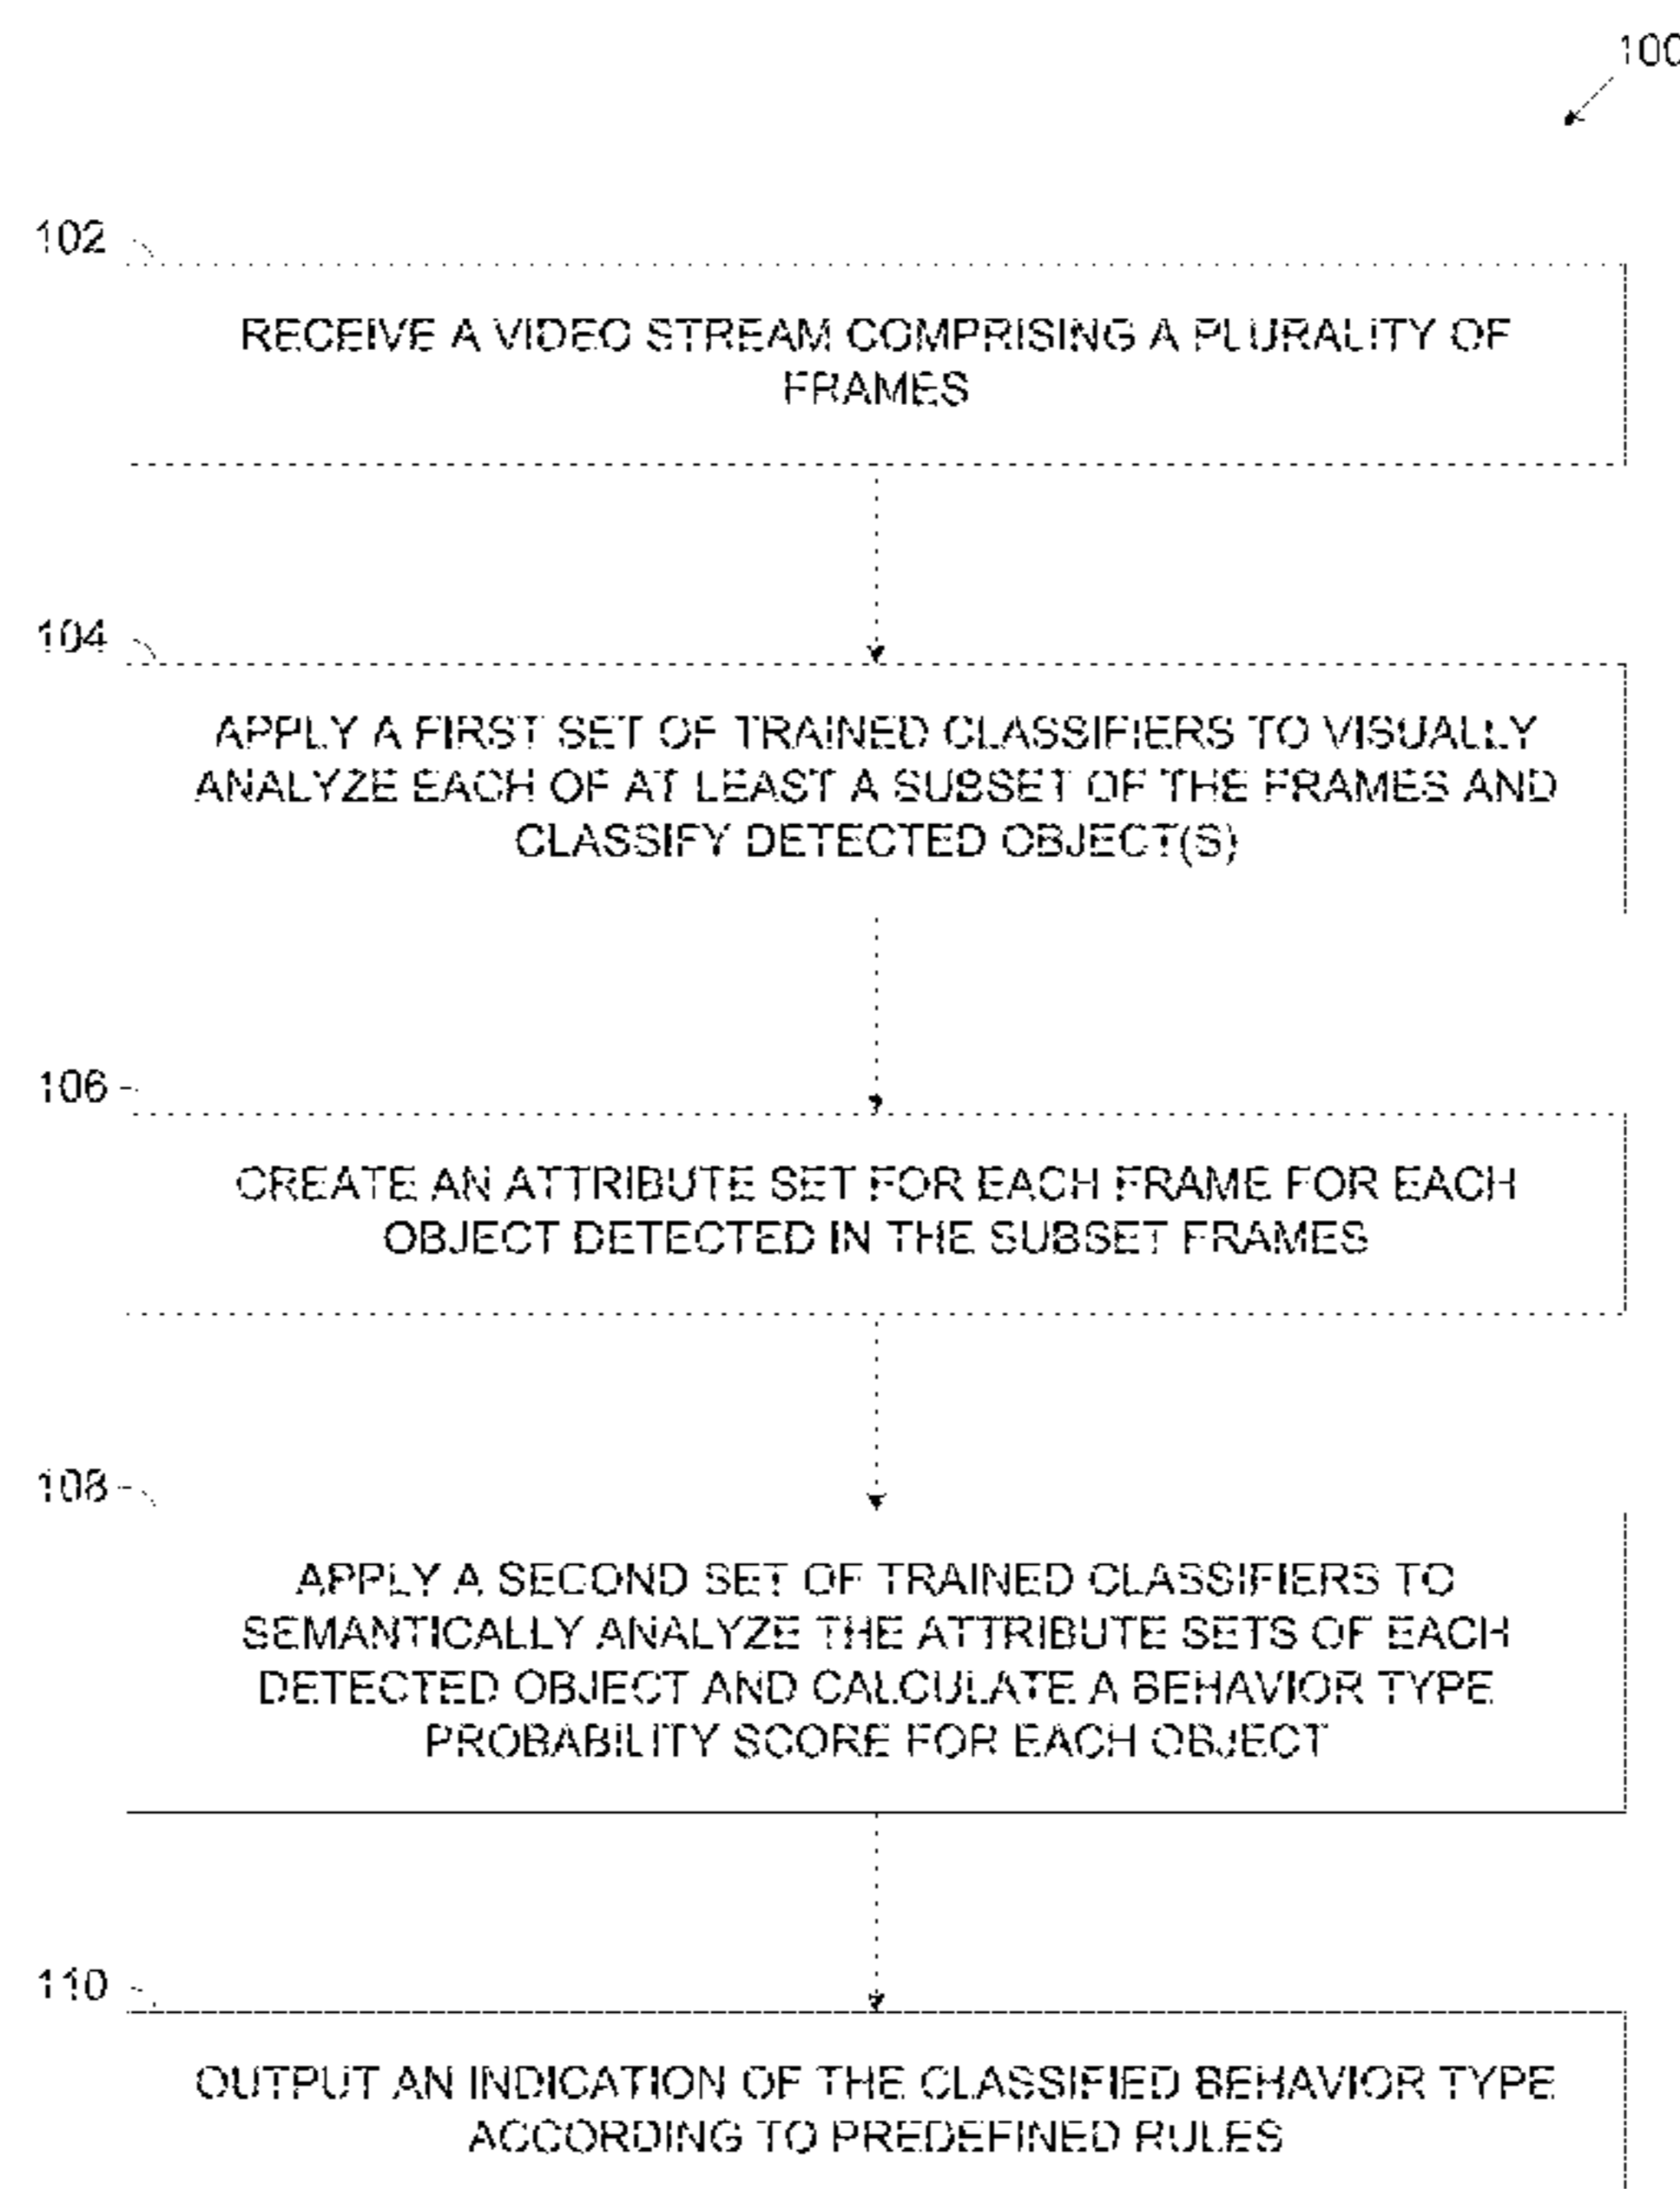 100
102
RECEIVE A VIDEO STREAM COMPRISING A PLURALITY OF
FRAMES
104
APPLY A FIRST SET OF TRAINED CLASSIFIERS TO VISUALLY
ANALYZE EACH OF AT LEAST A SUBSET OF THE FRAMES AND
CLASSIFY DETECTED OBJECT(S)
106
CREATE AN ATTRIBUTE SET FOR EACH FRAME FOR EACH
OBJECT DETECTED IN THE SUBSET FRAMES
108
APPLY A SECOND SET OF TRAINED CLASSIFIERS TO
SEMANTICALLY ANALYZE THE ATTRIBUTE SETS OF EACH
DETECTED OBJECT AND CALCULATE A BEHAVIOR TYPE
PROBABILITY SCORE FOR EACH OBJECT
110
OUTPUT AN INDICATION OF THE CLASSIFIED BEHAVIOR TYPE
ACCORDING TO PREDEFINED RULES